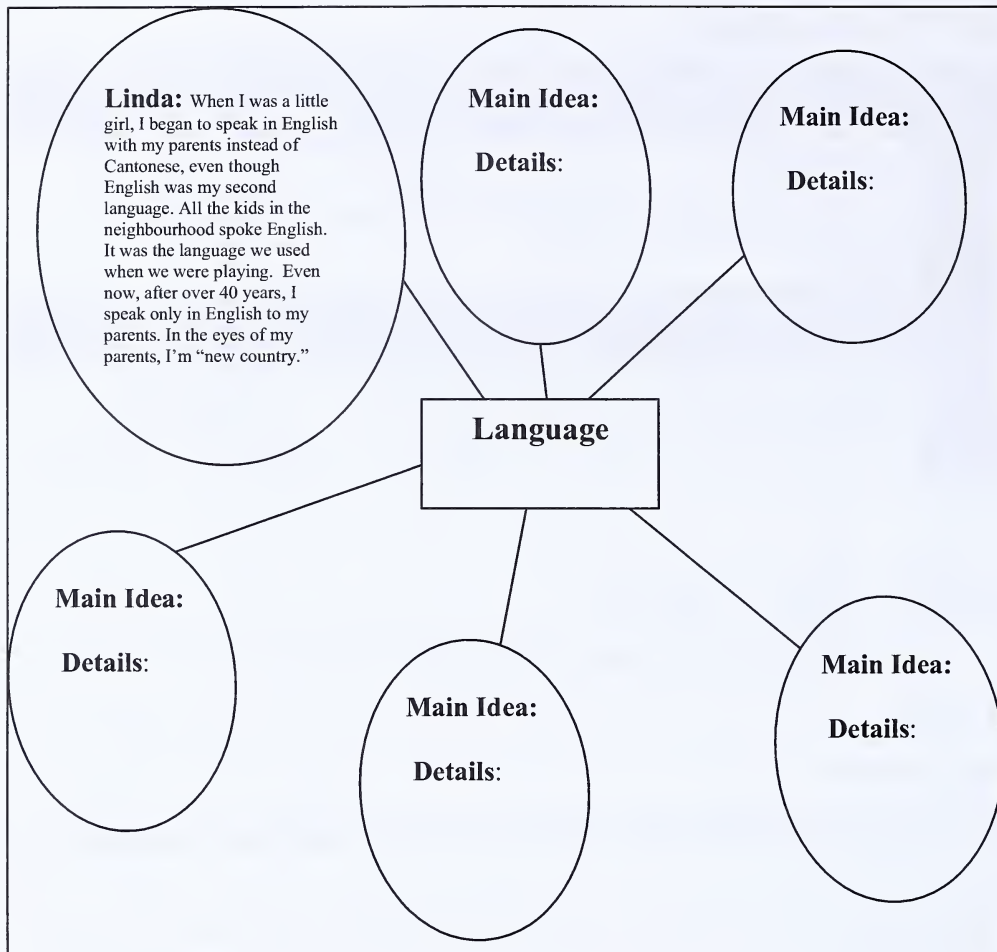 Linda: When I was a little
girl, I began to speak in English
with my parents instead of
Cantonese, even though
English was my second
language. All the kids in the
neighbourhood spoke English.
It was the language we used
when we were playing.  Even
now, after over 40 years, I
speak only in English to my
parents. In the eyes of my
parents, I'm “new country.”
Main Idea:
Details:
Main Idea:
Details:
Language
Main Idea:
Details:
Main Idea:
Details:
Main Idea:
Details: